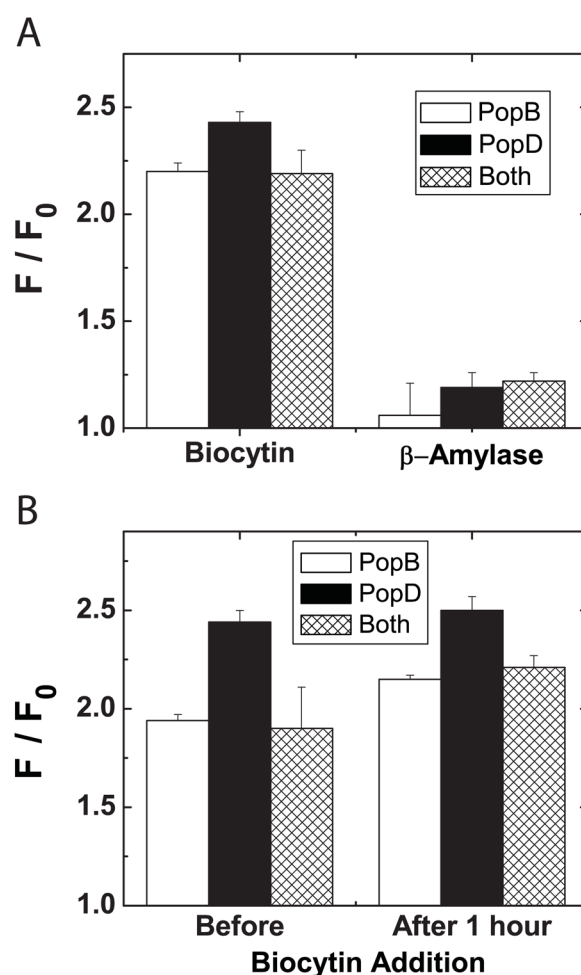 A
2.5
2.0
1.5
1.0
F / F0
PopB
PopD
Both
Biocytin
β–Amylase
B
2.5
2.0
1.5
1.0
F / F0
PopB
PopD
Both
Before
After 1 hour
Biocytin Addition